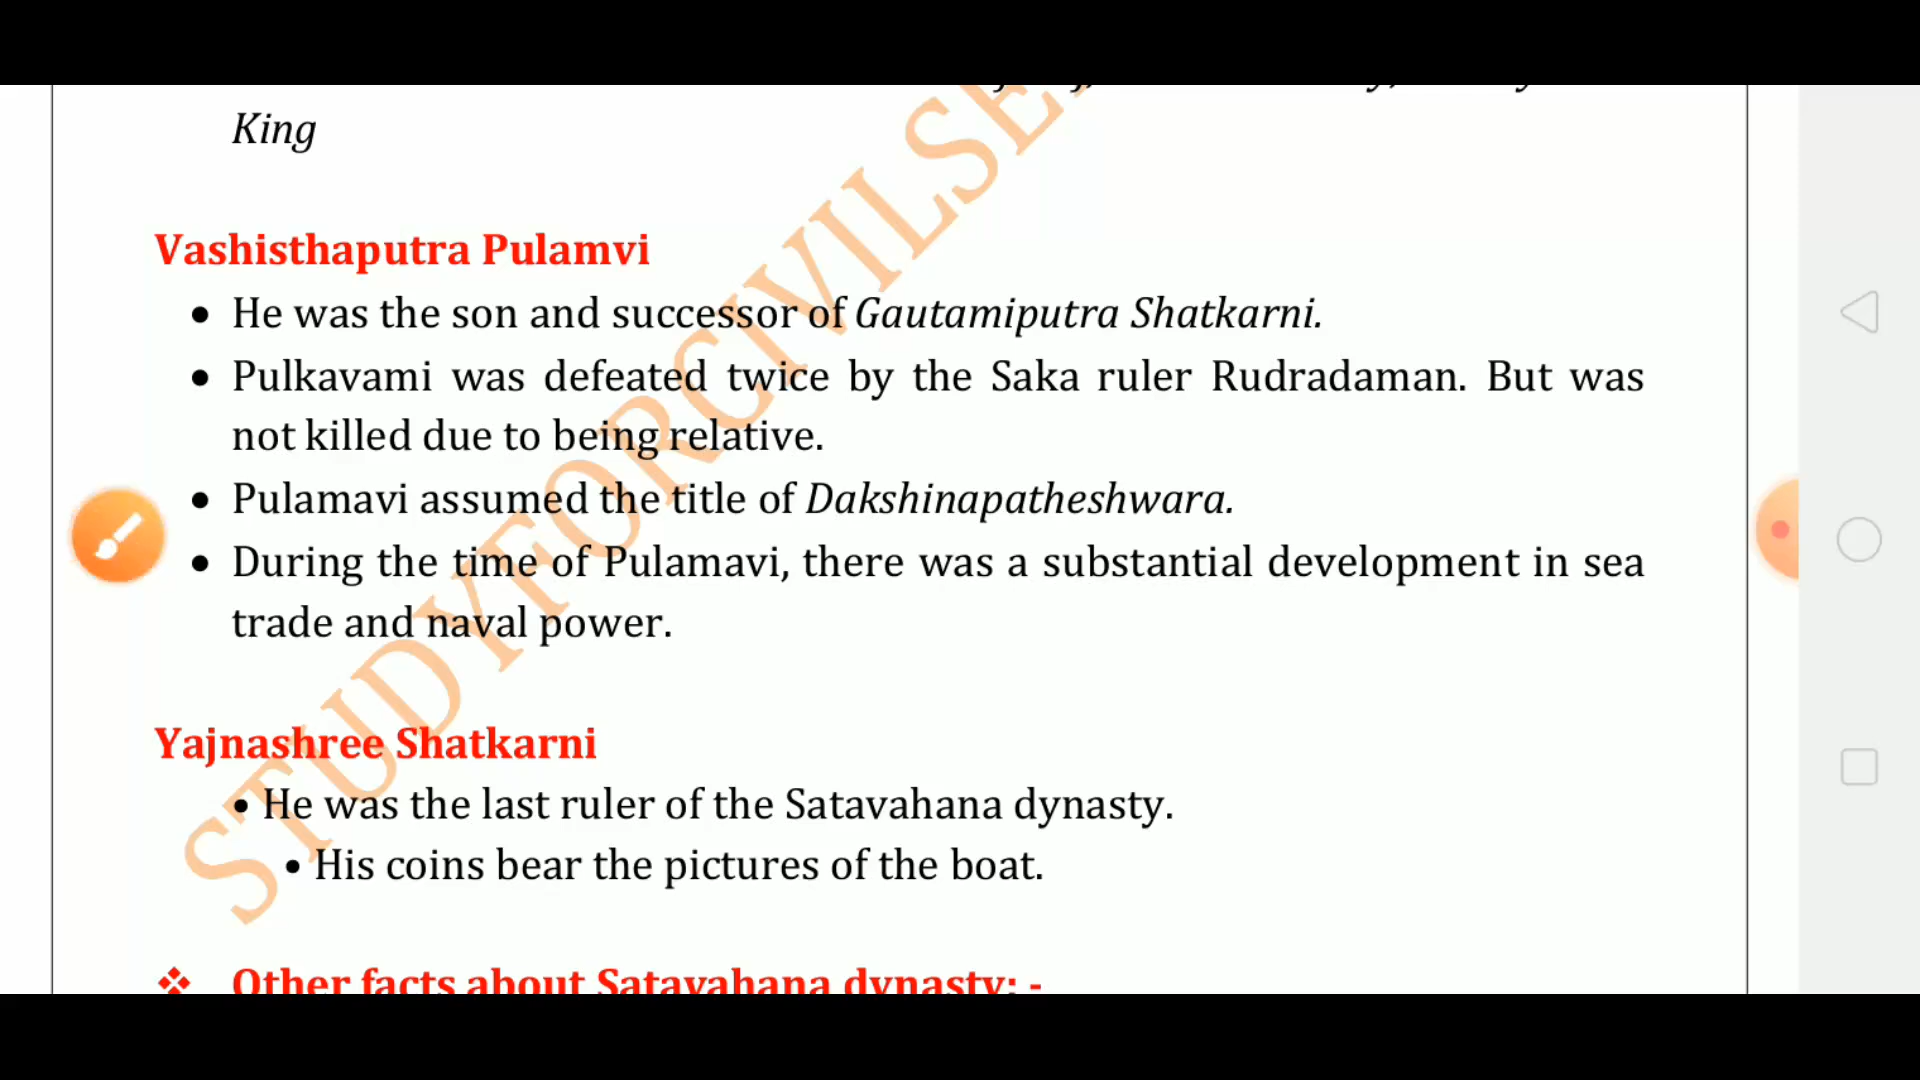 King
Vashisthaputra Pulamvi
• He was the son and successor of Gautamiputra Shatkarni.
• Pulkavami was defeated twice by the Saka ruler Rudradaman. But was
not killed due to being relative.
• Pulamavi assumed the title of Dakshinapatheshwara.
• During the time of Pulamavi, there was a substantial development in sea
trade and naval power.
Yajnashree Shatkarni
• He was the last ruler of the Satavahana dynasty.
• His coins bear the pictures of the boat.
❖ Other facts about Satavahana dynasty: -
STUDYFORCIVILSE